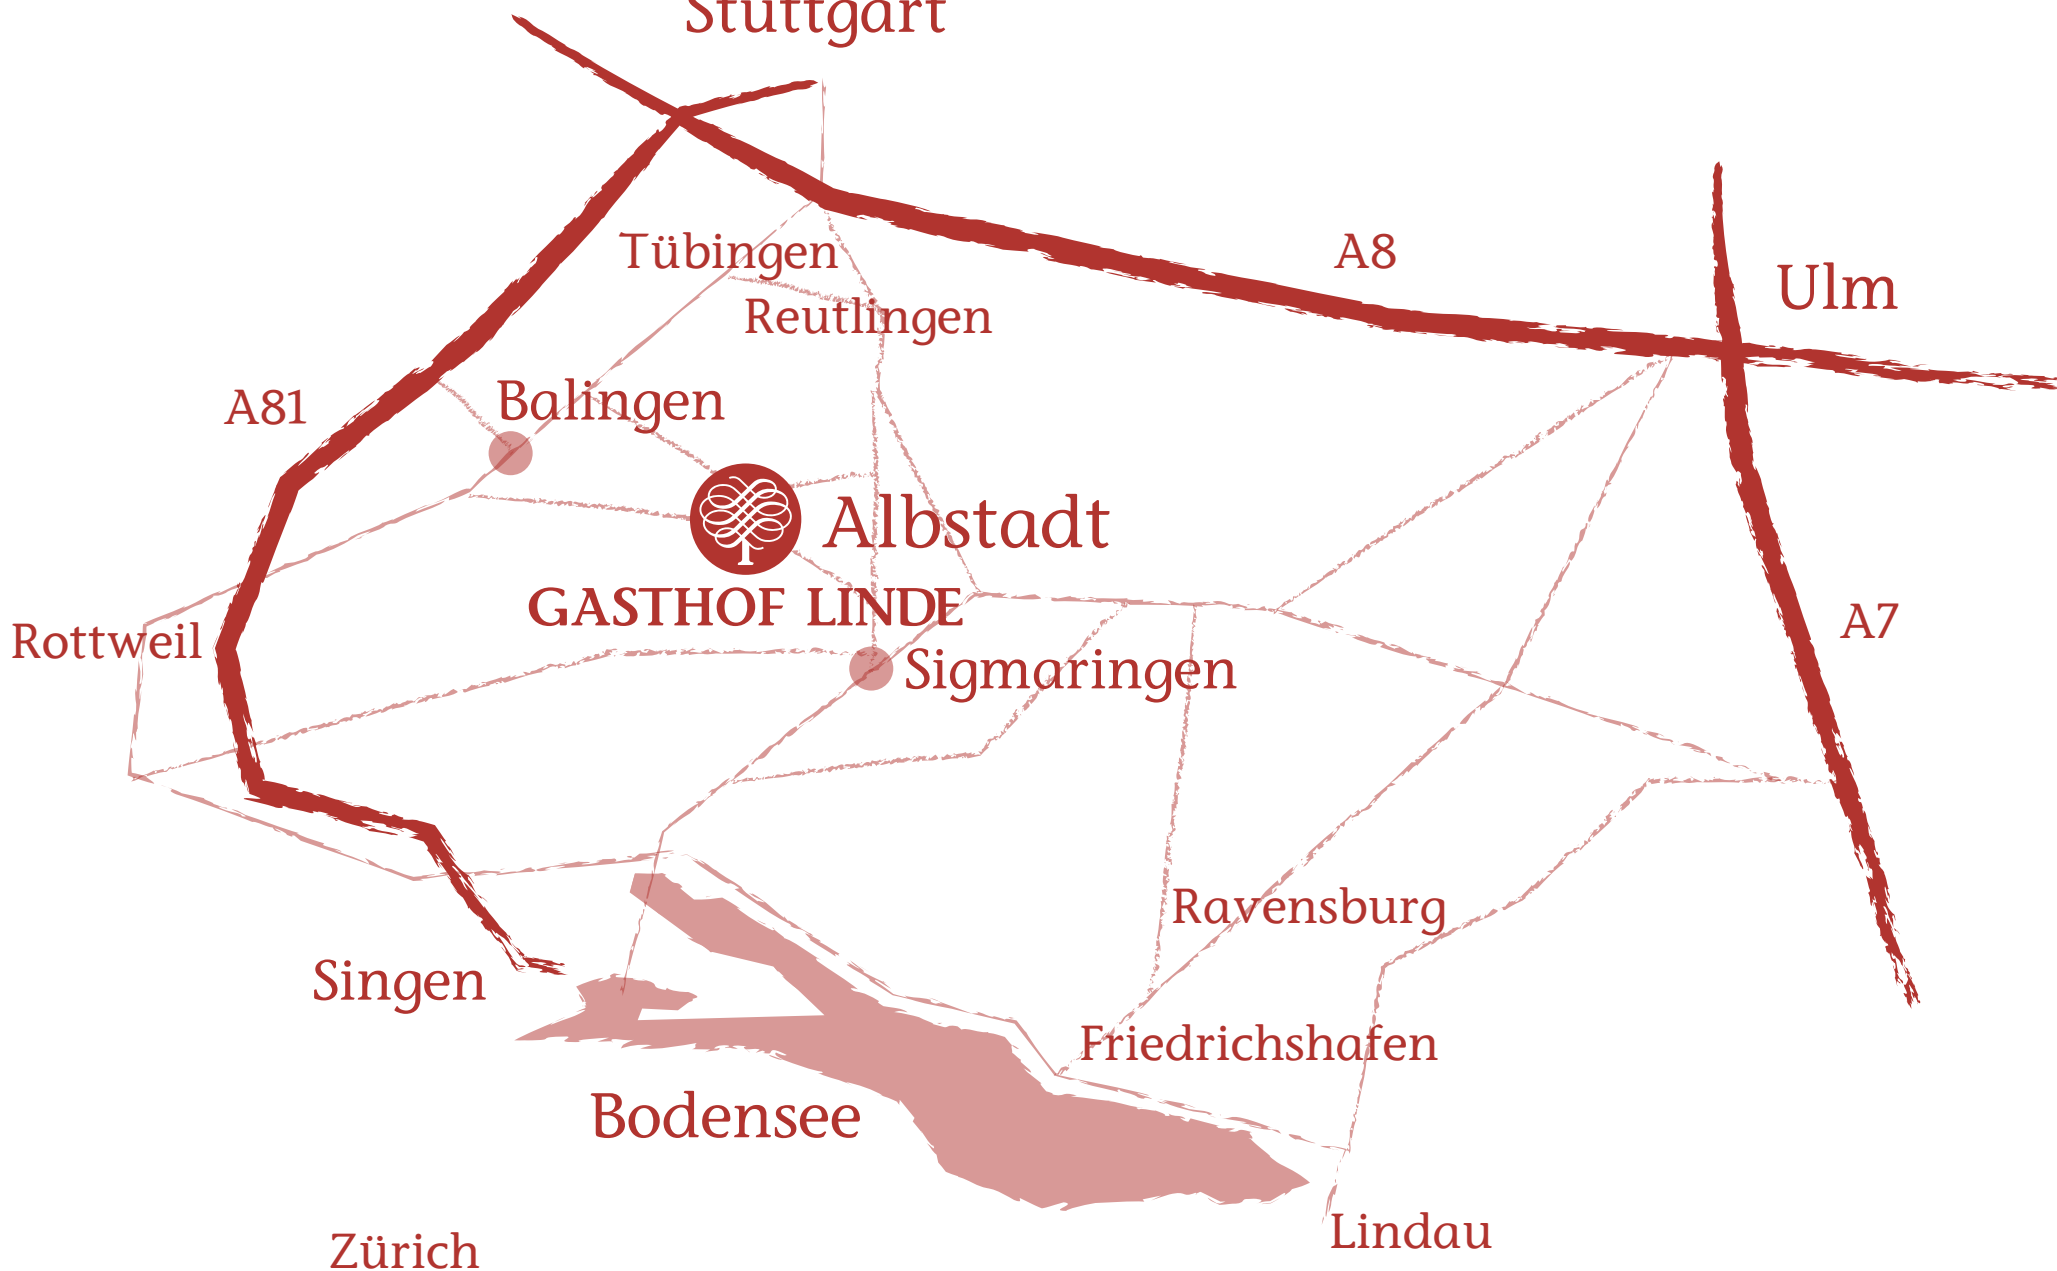 Stuttgart
Tübingen
A8
Ulm
Reutlingen
A81
Balingen
Albstadt
GASTHOF LINDE
Rottweil
A7
Sigmaringen
Ravensburg
Singen
Friedrichshafen
Bodensee
Lindau
Zürich